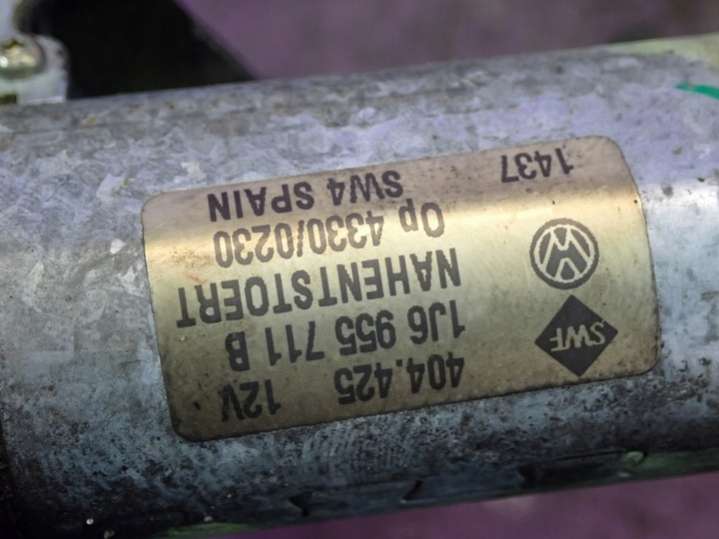 SWF
404.425 12V
1J6 955 711 B
NAHENTSTOERT
Op 4330/0230
SW4 SPAIN
1437